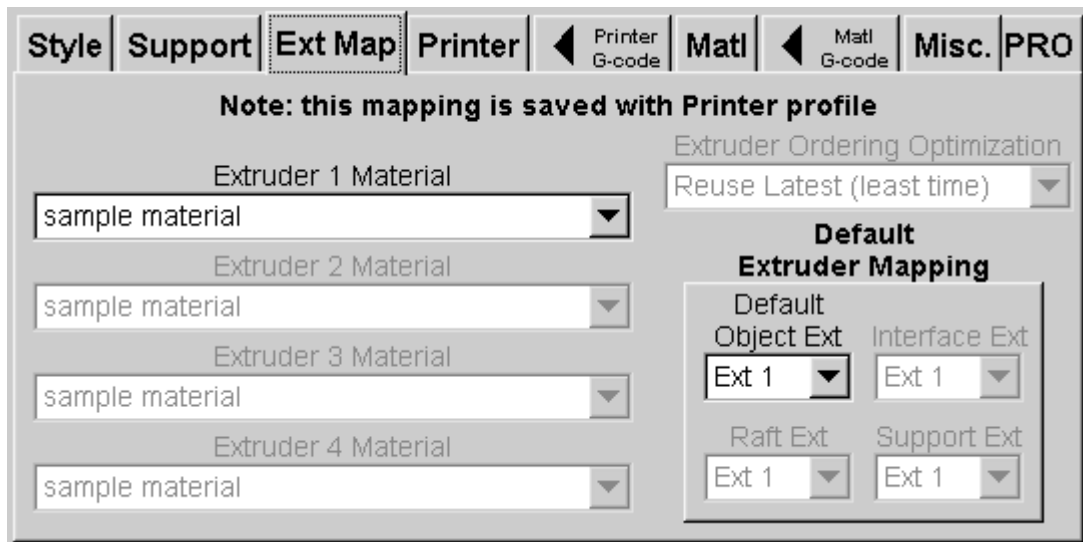 Style Support Ext Map Printer Printer G-code Matl Matl G-code Misc. PRO
Note: this mapping is saved with Printer profile
Extruder 1 Material
sample material
Extruder 2 Material
sample material
Extruder 3 Material
sample material
Extruder 4 Material
sample material
Extruder Ordering Optimization
Reuse Latest (least time)
Default
Extruder Mapping
Default
Object Ext
Ext 1
Interface Ext
Ext 1
Raft Ext
Ext 1
Support Ext
Ext 1